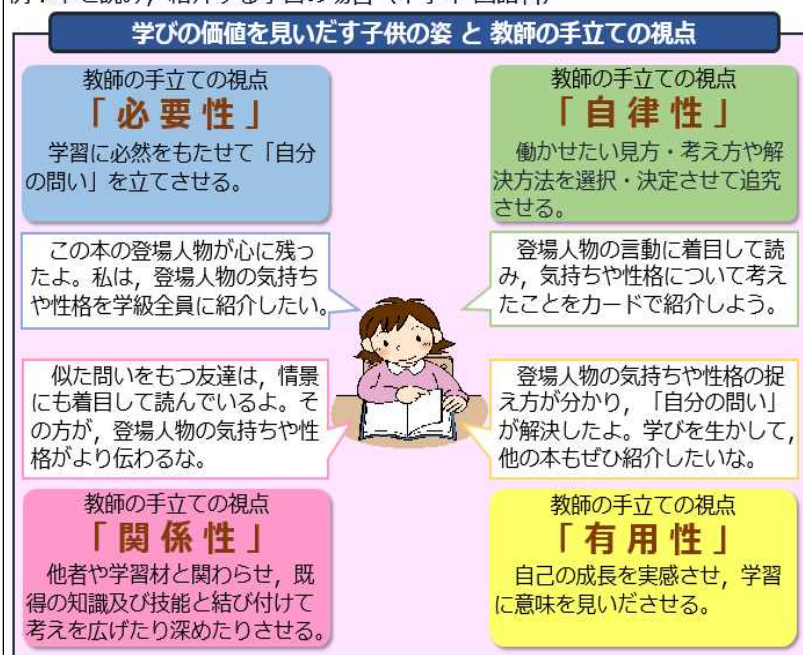 学びの価値を見いだす子供の姿 と 教師の手立ての視点
教師の手立ての視点
「必要性」
学習に必然をもたせて「自分
の問い」を立てさせる。
教師の手立ての視点
「自律性」
働かせたい見方・考え方や解
決方法を選択・決定させて追究
させる。
この本の登場人物が心に残っ
たよ。私は，登場人物の気持ち
や性格を学級全員に紹介したい。
登場人物の言動に着目して読
み，気持ちや性格について考え
たことをカードで紹介しよう。
似た問いをもつ友達は，情景
にも着目して読んでいるよ。そ
の方が，登場人物の気持ちや性
格がより伝わるな。
登場人物の気持ちや性格の捉
え方が分かり，「自分の問い」
が解決したよ。学びを生かして，
他の本もぜひ紹介したいな。
教師の手立ての視点
「関係性」
他者や学習材と関わらせ，既
得の知識及び技能と結び付けて
考えを広げたり深めたりさせる。
教師の手立ての視点
「有用性」
自己の成長を実感させ，学習
に意味を見いださせる。